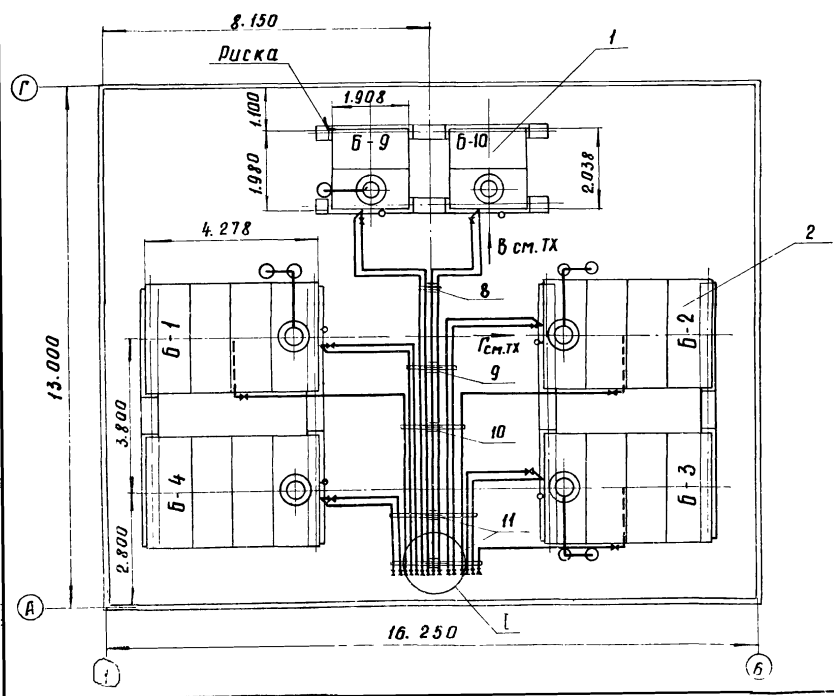 8.150
Риска
1
Г
1.908
1.100
Б-9
Б-10
1.980
2.038
4.278
В см. ТХ
2
8
Б-1
Г см. ТХ
Б-2
9
13.000
3.800
10
Б-4
Б-3
11
2.800
А
I
16.250
1
6